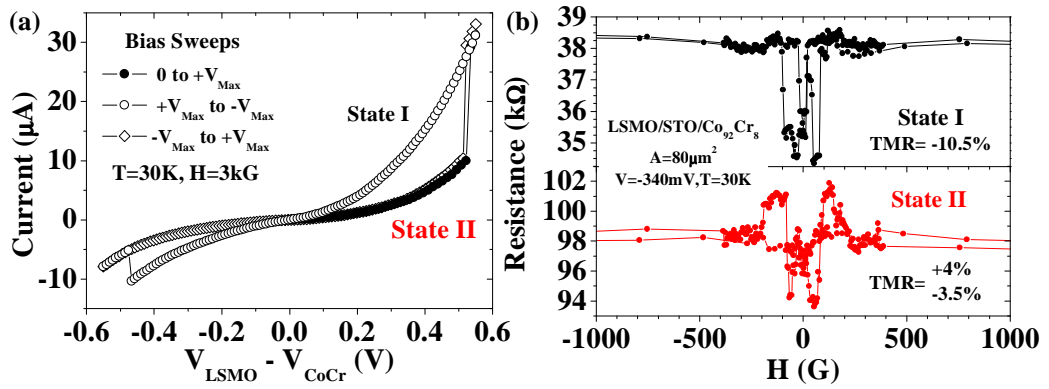 (a)
Current (µA)
30
20
10
0
-10
Bias Sweeps
0 to +V_Max
+V_Max to -V_Max
-V_Max to +V_Max
T=30K, H=3kG
State I
State II
-0.6 -0.4 -0.2 0.0 0.2 0.4 0.6
V_LSMO - V_CoCr (V)
(b)
Resistance (kΩ)
39
38
37
36
35
LSMO/STO/Co₉₂Cr₈
A=80µm²
V=-340mV,T=30K
State I
TMR= -10.5%
102
100
98
96
94
State II
TMR= +4%
-3.5%
-1000 -500 0 500 1000
H (G)